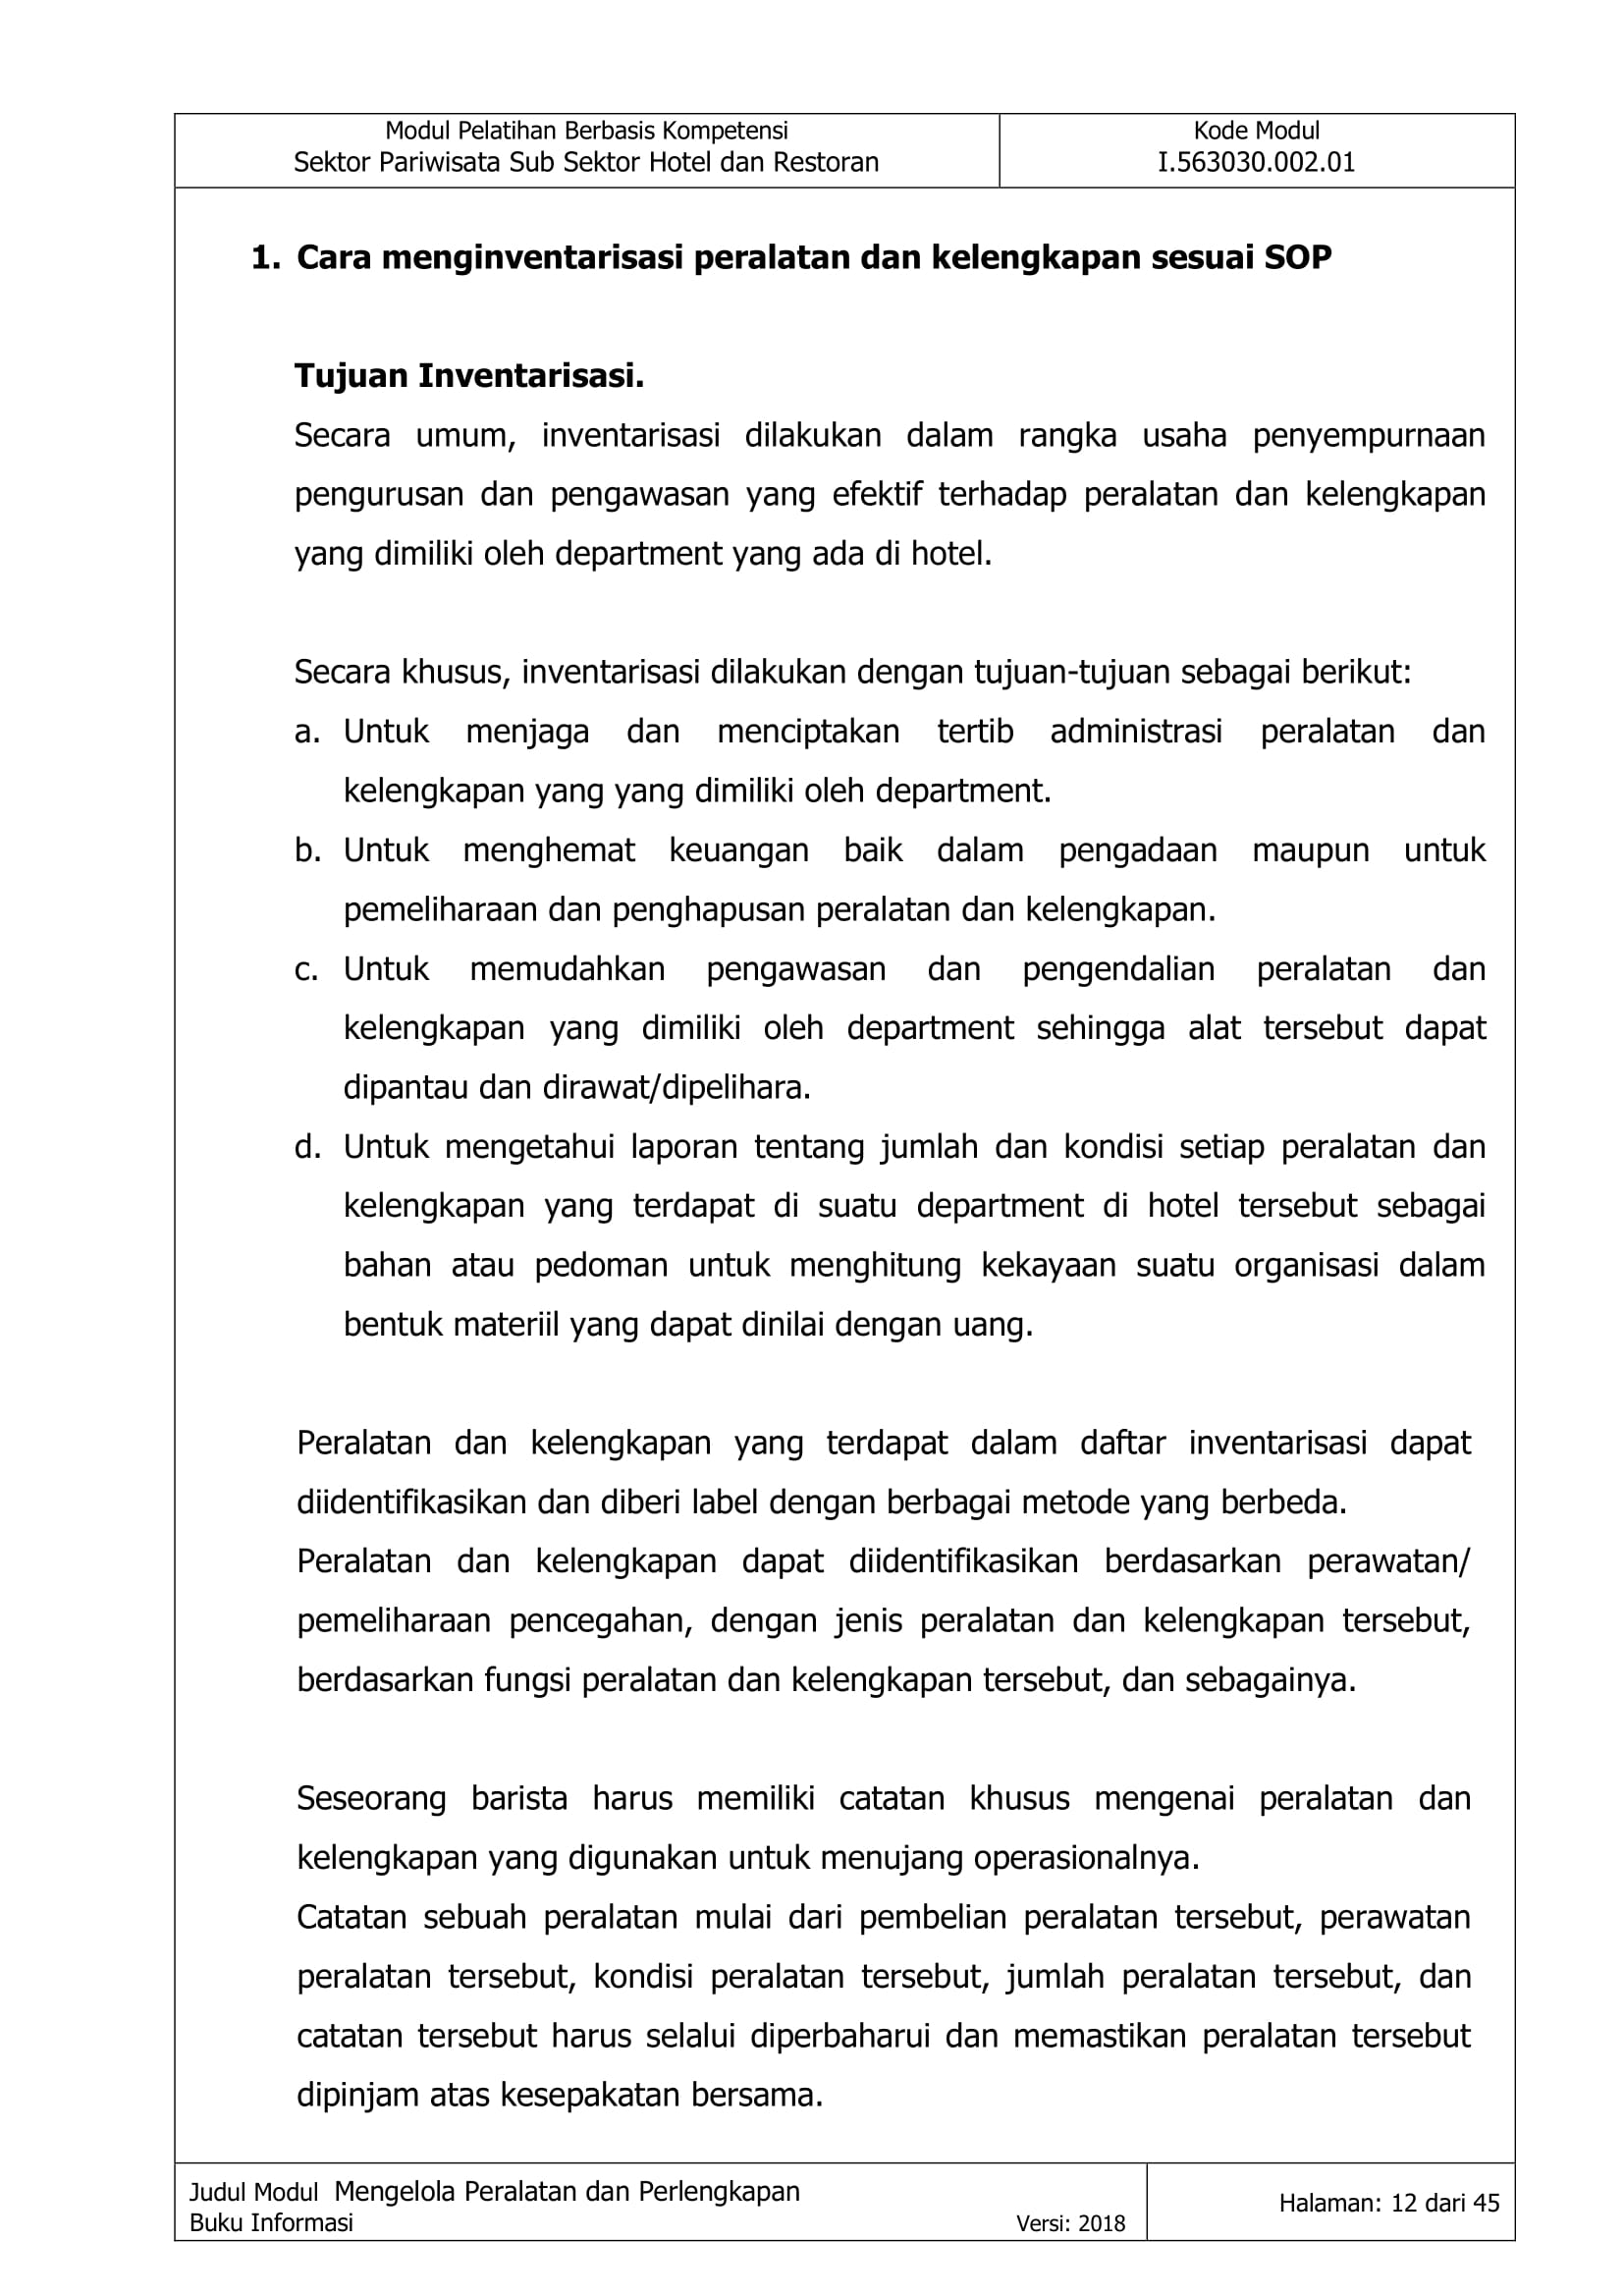 Modul Pelatihan Berbasis Kompetensi
Sektor Pariwisata Sub Sektor Hotel dan Restoran
Kode Modul
I.563030.002.01
1. Cara menginventarisasi peralatan dan kelengkapan sesuai SOP
Tujuan Inventarisasi.
Secara umum, inventarisasi dilakukan dalam rangka usaha penyempurnaan
pengurusan dan pengawasan yang efektif terhadap peralatan dan kelengkapan
yang dimiliki oleh department yang ada di hotel.
Secara khusus, inventarisasi dilakukan dengan tujuan-tujuan sebagai berikut:
a. Untuk menjaga dan menciptakan tertib administrasi peralatan dan
kelengkapan yang yang dimiliki oleh department.
b. Untuk menghemat keuangan baik dalam pengadaan maupun untuk
pemeliharaan dan penghapusan peralatan dan kelengkapan.
c. Untuk memudahkan pengawasan dan pengendalian peralatan dan
kelengkapan yang dimiliki oleh department sehingga alat tersebut dapat
dipantau dan dirawat/dipelihara.
d. Untuk mengetahui laporan tentang jumlah dan kondisi setiap peralatan dan
kelengkapan yang terdapat di suatu department di hotel tersebut sebagai
bahan atau pedoman untuk menghitung kekayaan suatu organisasi dalam
bentuk materiil yang dapat dinilai dengan uang.
Peralatan dan kelengkapan yang terdapat dalam daftar inventarisasi dapat
diidentifikasikan dan diberi label dengan berbagai metode yang berbeda.
Peralatan dan kelengkapan dapat diidentifikasikan berdasarkan perawatan/
pemeliharaan pencegahan, dengan jenis peralatan dan kelengkapan tersebut,
berdasarkan fungsi peralatan dan kelengkapan tersebut, dan sebagainya.
Seseorang barista harus memiliki catatan khusus mengenai peralatan dan
kelengkapan yang digunakan untuk menujang operasionalnya.
Catatan sebuah peralatan mulai dari pembelian peralatan tersebut, perawatan
peralatan tersebut, kondisi peralatan tersebut, jumlah peralatan tersebut, dan
catatan tersebut harus selalui diperbaharui dan memastikan peralatan tersebut
dipinjam atas kesepakatan bersama.
Judul Modul Mengelola Peralatan dan Perlengkapan
Buku Informasi Versi: 2018
Halaman: 12 dari 45